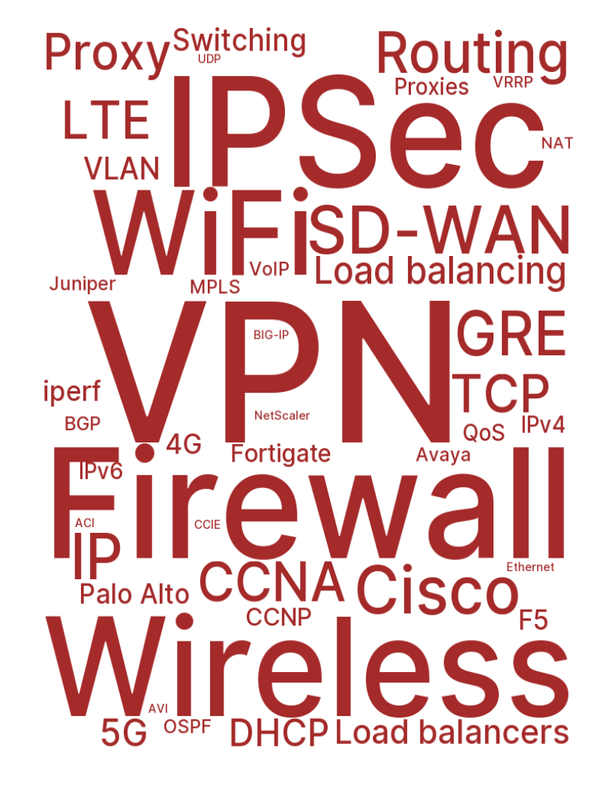 Proxy
Switching
UDP
Routing
Proxies
VRRP
LTE
IPSec
NAT
VLAN
WiFi
SD-WAN
VoIP
Load balancing
Juniper
MPLS
VPN
BIG-IP
GRE
iperf
TCP
NetScaler
BGP
QoS
IPv4
4G
Fortigate
Avaya
IPv6
Firewall
ACI
CCIE
IP
Ethernet
Palo Alto
CCNA
Cisco
CCNP
F5
Wireless
AVI
5G
OSPF
DHCP
Load balancers